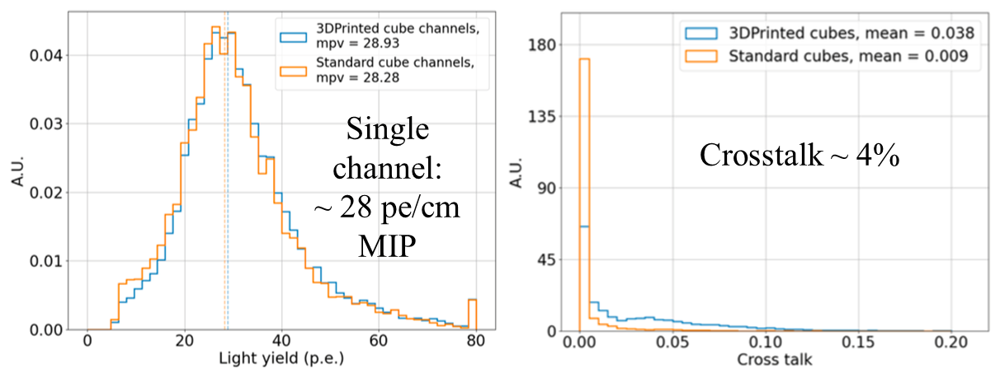 3DPrinted cube channels,
mpv = 28.93
Standard cube channels,
mpv = 28.28
Single
channel:
~ 28 pe/cm
MIP
A.U.
0.04
0.03
0.02
0.01
0.00
0
20
40
60
80
Light yield (p.e.)
3DPrinted cubes, mean = 0.038
Standard cubes, mean = 0.009
Crosstalk ~ 4%
A.U.
180
135
90
45
0
0.00
0.05
0.10
0.15
0.20
Cross talk